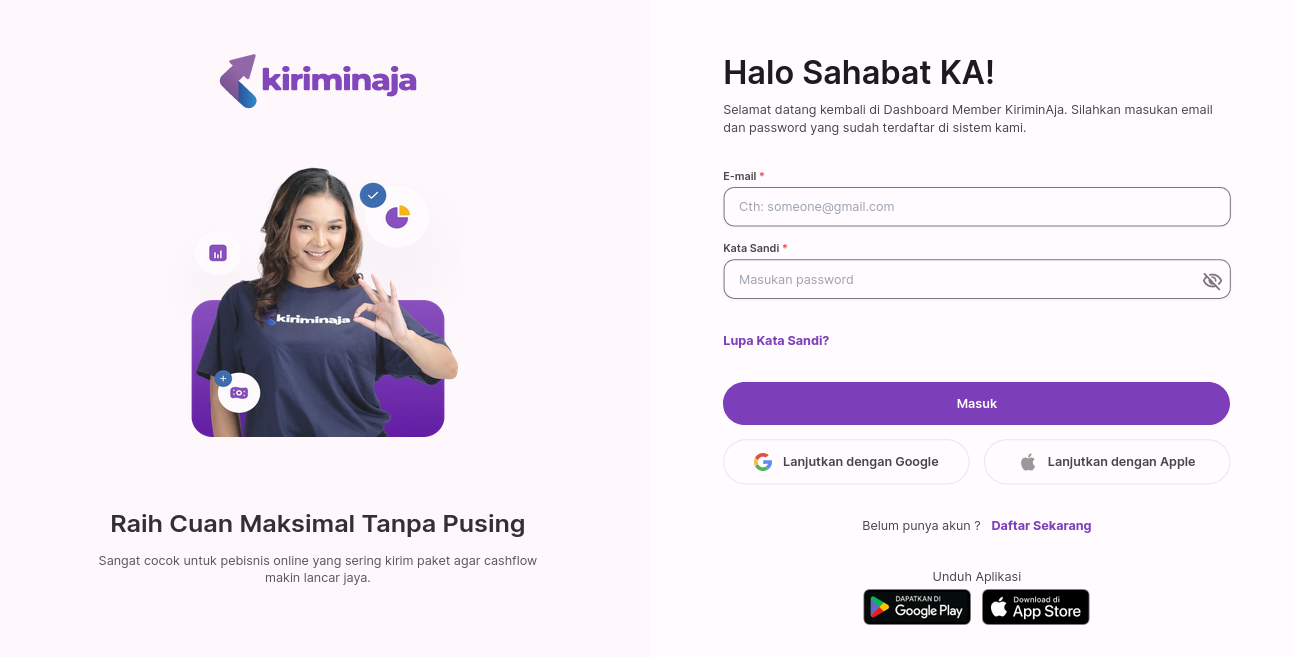 kiriminaja
kiriminaja
Raih Cuan Maksimal Tanpa Pusing
Sangat cocok untuk pebisnis online yang sering kirim paket agar cashflow
makin lancar jaya.
Halo Sahabat KA!
Selamat datang kembali di Dashboard Member KiriminAja. Silahkan masukan email
dan password yang sudah terdaftar di sistem kami.
E-mail *
Cth: someone@gmail.com
Kata Sandi *
Masukan password
Lupa Kata Sandi?
Masuk
Lanjutkan dengan Google
Lanjutkan dengan Apple
Belum punya akun ? Daftar Sekarang
Unduh Aplikasi
DAPATKAN DI
Google Play
Download di
App Store